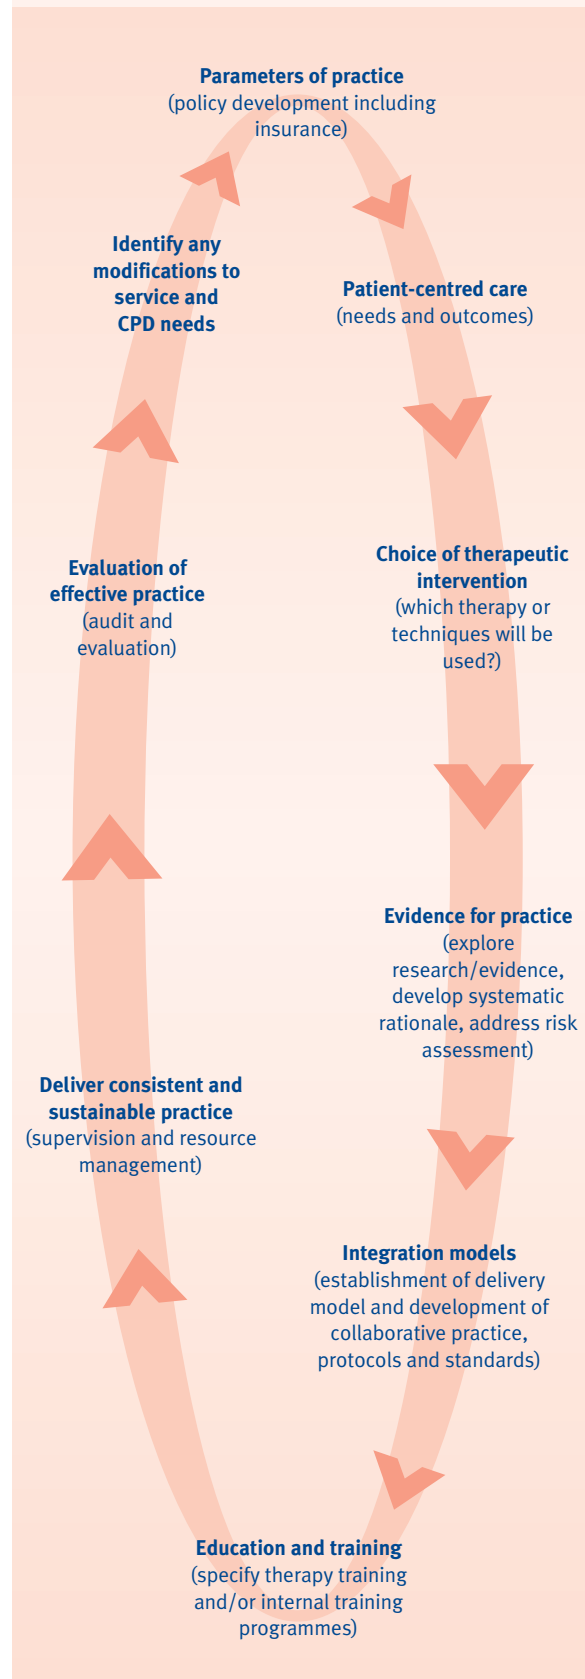 Parameters of practice
(policy development including
insurance)
Patient-centred care
(needs and outcomes)
Choice of therapeutic
intervention
(which therapy or
techniques will be
used?)
Evidence for practice
(explore
research/evidence,
develop systematic
rationale, address risk
assessment)
Integration models
(establishment of delivery
model and development of
collaborative practice,
protocols and standards)
Education and training
(specify therapy training
and/or internal training
programmes)
Deliver consistent and
sustainable practice
(supervision and resource
management)
Evaluation of
effective practice
(audit and
evaluation)
Identify any
modifications to
service and
CPD needs